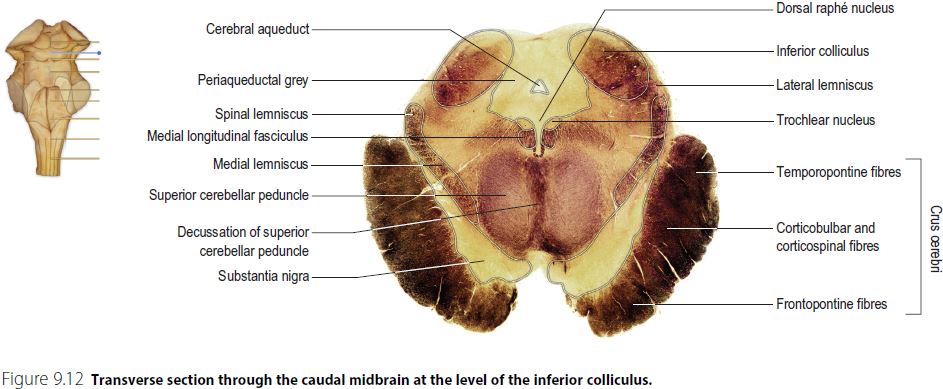 Cerebral aqueduct
Periaqueductal grey
Spinal lemniscus
Medial longitudinal fasciculus
Medial lemniscus
Superior cerebellar peduncle
Decussation of superior
cerebellar peduncle
Substantia nigra
Dorsal raphé nucleus
Inferior colliculus
Lateral lemniscus
Trochlear nucleus
Temporopontine fibres
Corticobulbar and
corticospinal fibres
Frontopontine fibres
Crus cerebri
Figure 9.12 Transverse section through the caudal midbrain at the level of the inferior colliculus.